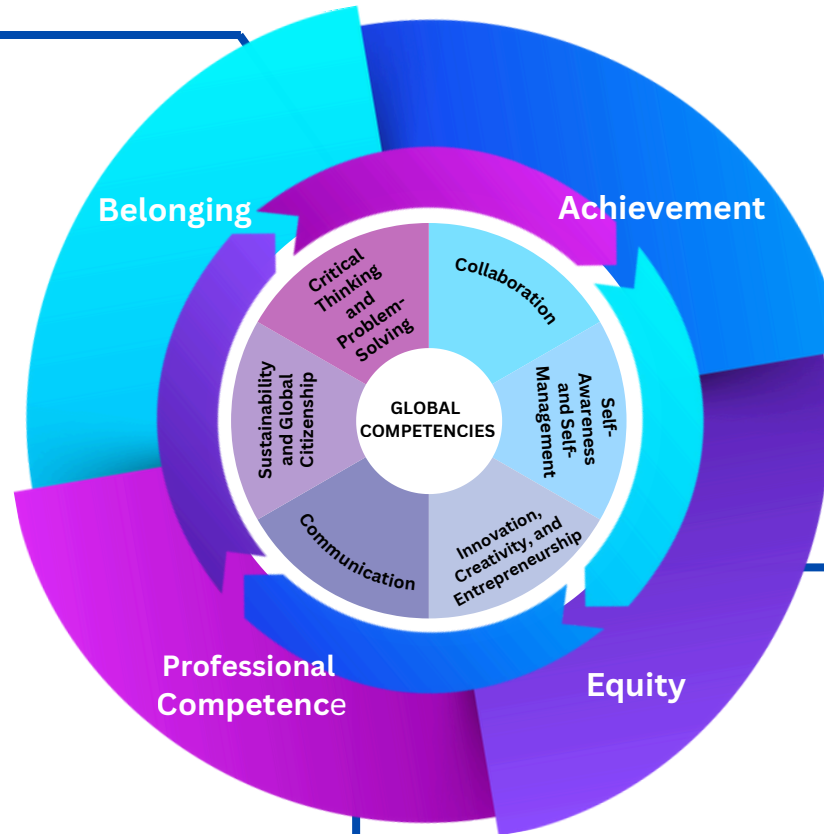 Belonging
Achievement
Critical
Thinking
and
Problem-
Solving
Collaboration
Sustainability
and Global
Citizenship
GLOBAL
COMPETENCIES
Self-
Awareness
and Self-
Management
Communication
Innovation,
Creativity, and
Entrepreneurship
Professional
Competence
Equity